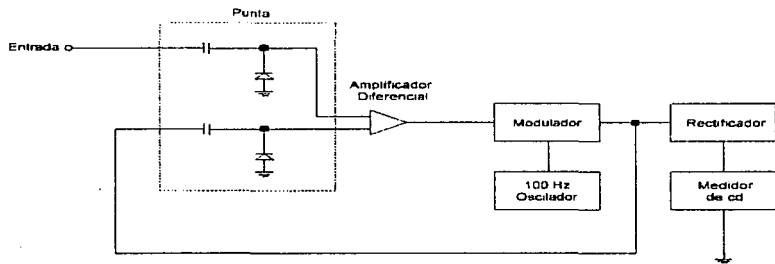 Punta
Entrada
Amplificador
Diferencial
Modulador
Rectificador
100 Hz
Oscilador
Medidor
de cd